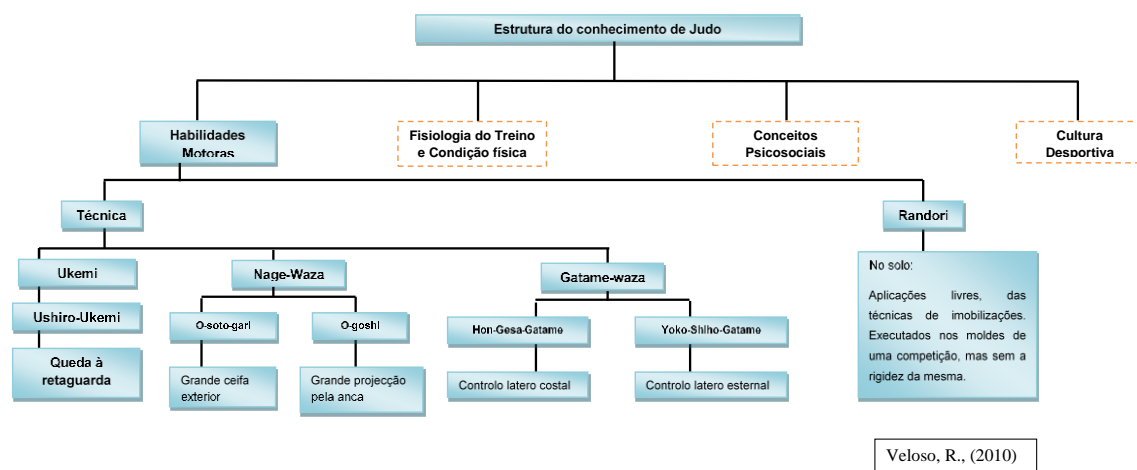 Estrutura do conhecimento de Judo
Habilidades
Motoras
Fisiologia do Treino
e Condição física
Conceitos
Psicosociais
Cultura
Desportiva
Técnica
Randori
Ukemi
Nage-Waza
Gatame-waza
Ushiro-Ukemi
O-soto-gari
O-goshi
Hon-Gesa-Gatame
Yoko-Shiho-Gatame
Queda à
retaguarda
Grande ceifa
exterior
Grande projecção
pela anca
Controlo latero costal
Controlo latero esternal
No solo:
Aplicações livres, das
técnicas de imobilizações.
Executados nos moldes de
uma competição, mas sem a
rigidez da mesma.
Veloso, R., (2010)